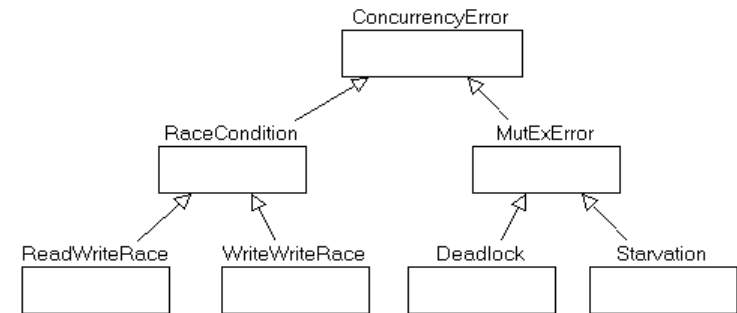 ConcurrencyError
RaceCondition
MutExError
ReadWriteRace
WriteWriteRace
Deadlock
Starvation